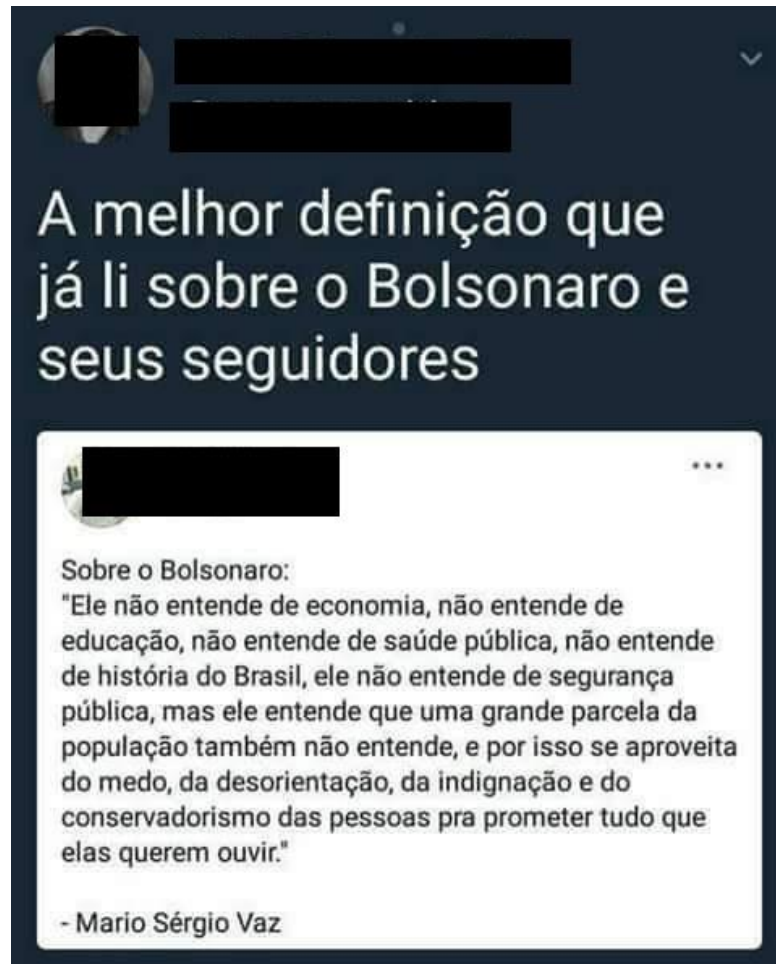 A melhor definição que
já li sobre o Bolsonaro e
seus seguidores
Sobre o Bolsonaro:
"Ele não entende de economia, não entende de
educação, não entende de saúde pública, não entende
de história do Brasil, ele não entende de segurança
pública, mas ele entende que uma grande parcela da
população também não entende, e por isso se aproveita
do medo, da desorientação, da indignação e do
conservadorismo das pessoas pra prometer tudo que
elas querem ouvir."
- Mario Sérgio Vaz